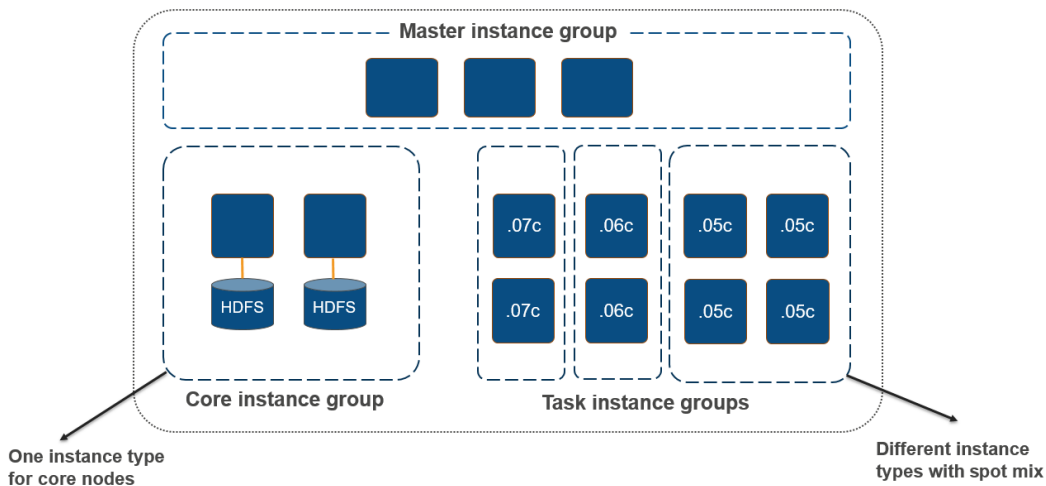 Master instance group
.07c .06c .05c .05c
HDFS HDFS
.07c .06c .05c .05c
Core instance group
Task instance groups
One instance type
for core nodes
Different instance
types with spot mix